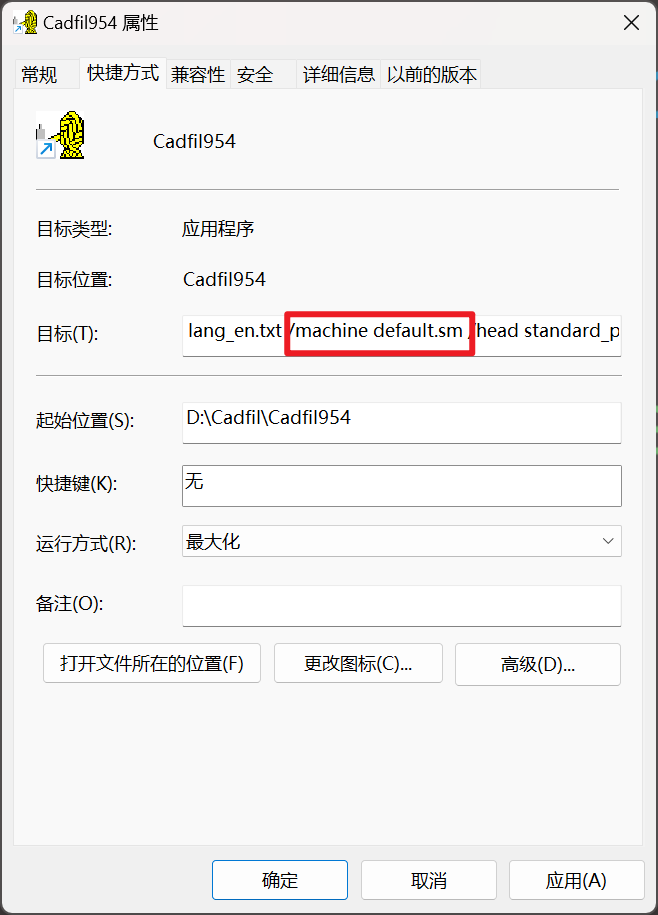 Cadfil954 属性
常规 快捷方式 兼容性 安全 详细信息 以前的版本
Cadfil954
目标类型: 应用程序
目标位置: Cadfil954
目标(T): lang_en.txt /machine default.sm /head standard_p
起始位置(S): D:\Cadfil\Cadfil954
快捷键(K): 无
运行方式(R): 最大化
备注(O):
打开文件所在的位置(F) 更改图标(C)... 高级(D)...
确定 取消 应用(A)